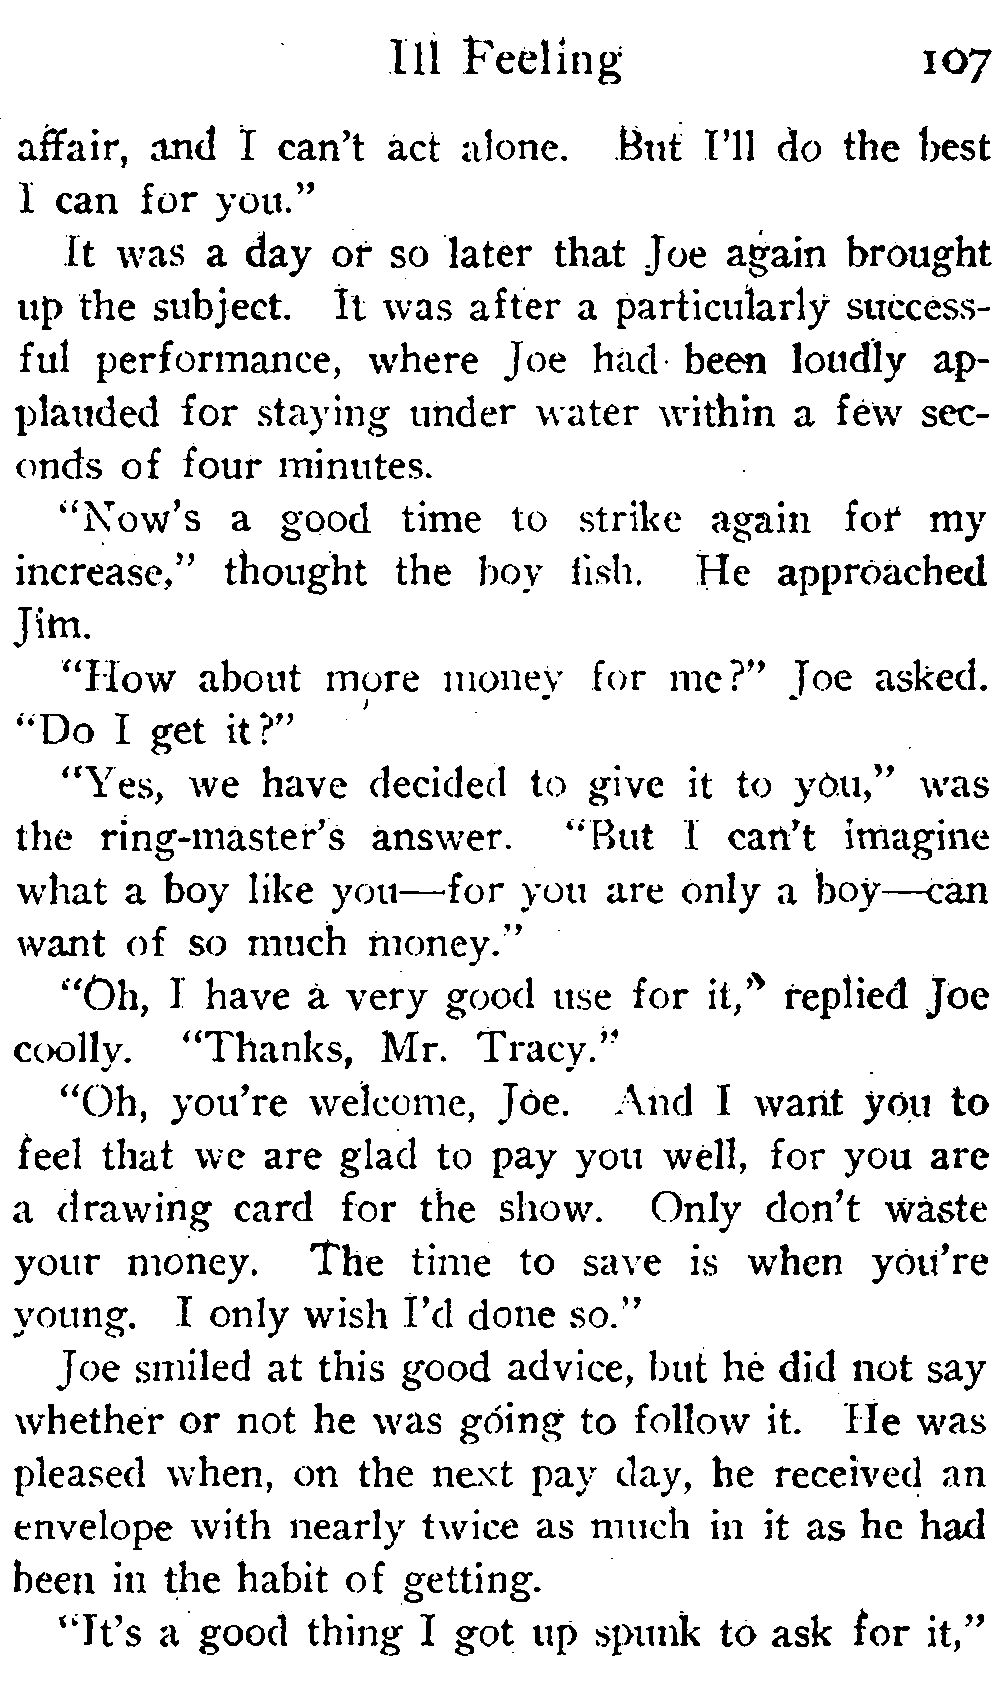 Ill Feeling 107
affair, and I can't act alone. But I'll do the best
I can for you."
It was a day or so later that Joe again brought
up the subject. It was after a particularly success-
ful performance, where Joe had been loudly ap-
plauded for staying under water within a few sec-
onds of four minutes.
"Now's a good time to strike again for my
increase," thought the boy fish. He approached
Jim.
"How about more money for me?" Joe asked.
"Do I get it?"
"Yes, we have decided to give it to you," was
the ring-master's answer. "But I can't imagine
what a boy like you—for you are only a boy—can
want of so much money."
"Oh, I have a very good use for it," replied Joe
coolly. "Thanks, Mr. Tracy."
"Oh, you're welcome, Joe. And I want you to
feel that we are glad to pay you well, for you are
a drawing card for the show. Only don't waste
your money. The time to save is when you're
young. I only wish I'd done so."
Joe smiled at this good advice, but he did not say
whether or not he was going to follow it. He was
pleased when, on the next pay day, he received an
envelope with nearly twice as much in it as he had
been in the habit of getting.
"It's a good thing I got up spunk to ask for it,"